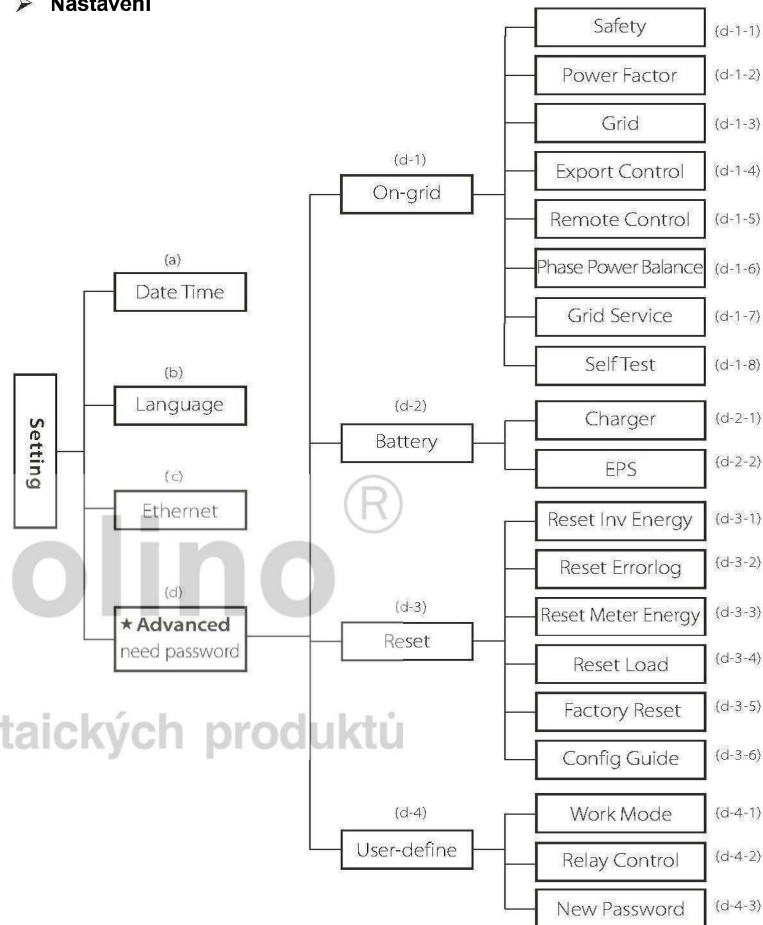 ➢ Nastavení
Setting
(a)
Date Time
(b)
Language
(c)
Ethernet
(d)
★ Advanced
need password
(d-1)
On-grid
Safety (d-1-1)
Power Factor (d-1-2)
Grid (d-1-3)
Export Control (d-1-4)
Remote Control (d-1-5)
Phase Power Balance (d-1-6)
Grid Service (d-1-7)
Self Test (d-1-8)
(d-2)
Battery
Charger (d-2-1)
EPS (d-2-2)
(d-3)
Reset
Reset Inv Energy (d-3-1)
Reset Errorlog (d-3-2)
Reset Meter Energy (d-3-3)
Reset Load (d-3-4)
Factory Reset (d-3-5)
Config Guide (d-3-6)
(d-4)
User-define
Work Mode (d-4-1)
Relay Control (d-4-2)
New Password (d-4-3)
olino ®
taických produktů